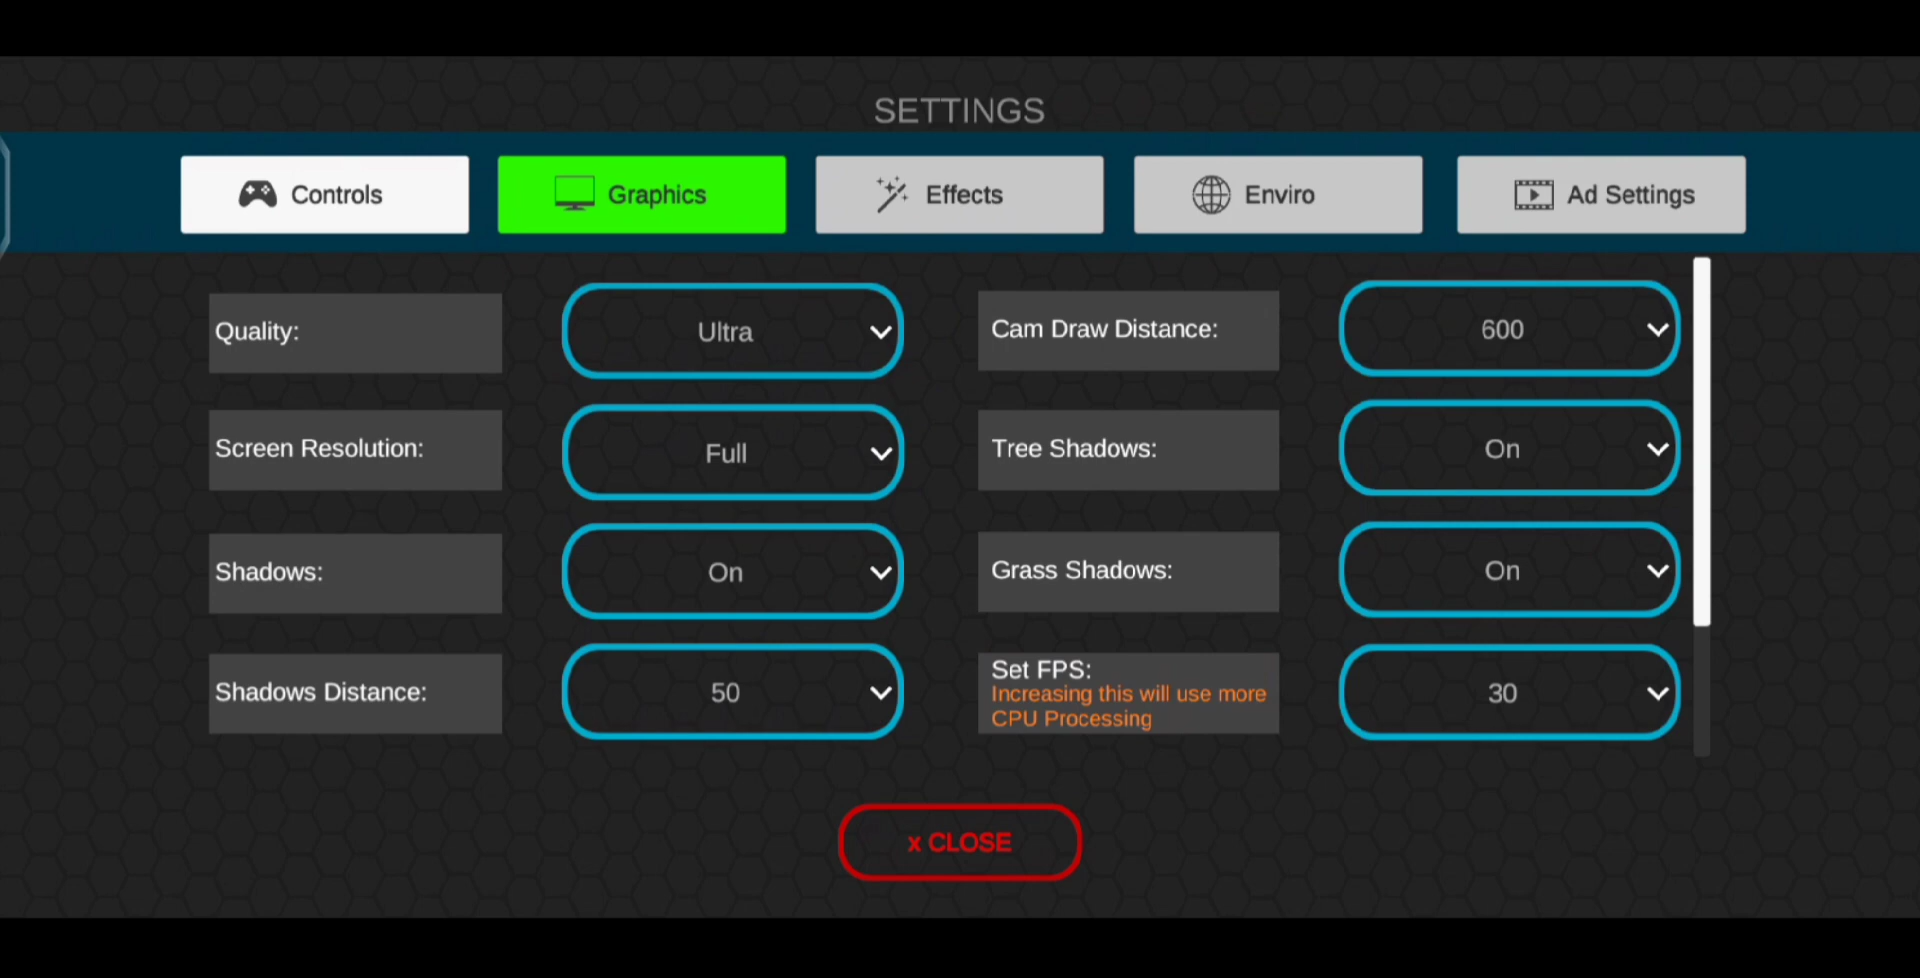 SETTINGS
Controls
Graphics
Effects
Enviro
Ad Settings
Quality:
Ultra
Cam Draw Distance:
600
Screen Resolution:
Full
Tree Shadows:
On
Shadows:
On
Grass Shadows:
On
Shadows Distance:
50
Set FPS:
Increasing this will use more
CPU Processing
30
x CLOSE